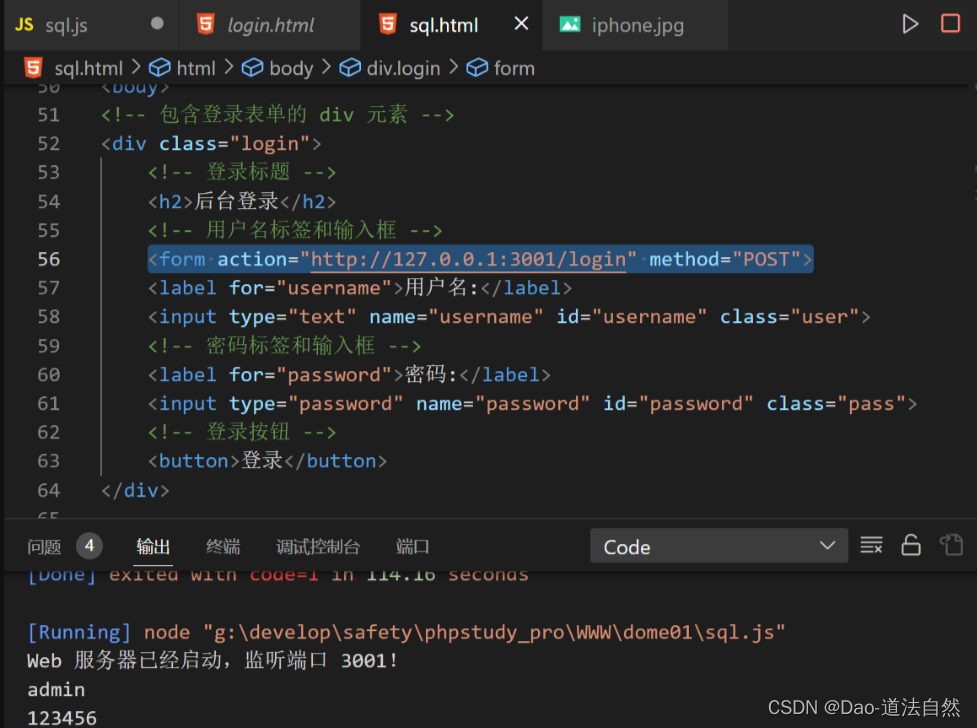 JS sql.js
login.html
sql.html
iphone.jpg
sql.html > html > body > div.login > form
50 <body>
51 <!-- 包含登录表单的 div 元素 -->
52 <div class="login">
53 <!-- 登录标题 -->
54 <h2>后台登录</h2>
55 <!-- 用户名标签和输入框 -->
56 <form action="http://127.0.0.1:3001/login" method="POST">
57 <label for="username">用户名:</label>
58 <input type="text" name="username" id="username" class="user">
59 <!-- 密码标签和输入框 -->
60 <label for="password">密码:</label>
61 <input type="password" name="password" id="password" class="pass">
62 <!-- 登录按钮 -->
63 <button>登录</button>
64 </div>
65
问题 4 输出 终端 调试控制台 端口 Code
[Done] exited with code=1 in 114.16 seconds
[Running] node "g:\develop\safety\phpstudy_pro\WWW\dome01\sql.js"
Web 服务器已经启动，监听端口 3001!
admin
123456
CSDN @Dao-道法自然